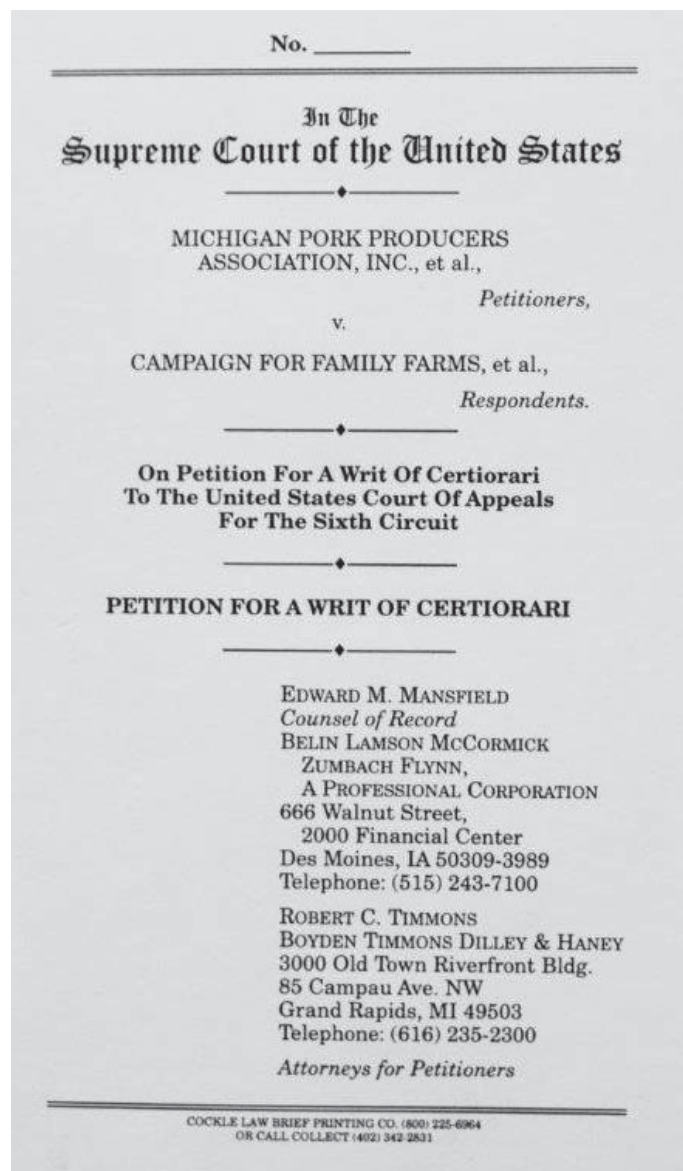 No. ________
In The
Supreme Court of the United States
MICHIGAN PORK PRODUCERS
ASSOCIATION, INC., et al.,
Petitioners,
v.
CAMPAIGN FOR FAMILY FARMS, et al.,
Respondents.
On Petition For A Writ Of Certiorari
To The United States Court Of Appeals
For The Sixth Circuit
PETITION FOR A WRIT OF CERTIORARI
EDWARD M. MANSFIELD
Counsel of Record
BELIN LAMSON MCCORMICK
ZUMBACH FLYNN,
A PROFESSIONAL CORPORATION
666 Walnut Street,
2000 Financial Center
Des Moines, IA 50309-3989
Telephone: (515) 243-7100
ROBERT C. TIMMONS
BOYDEN TIMMONS DILLEY & HANEY
3000 Old Town Riverfront Bldg.
85 Campau Ave. NW
Grand Rapids, MI 49503
Telephone: (616) 235-2300
Attorneys for Petitioners
COCKLE LAW BRIEF PRINTING CO. (800) 225-6964
OR CALL COLLECT (402) 342-2831